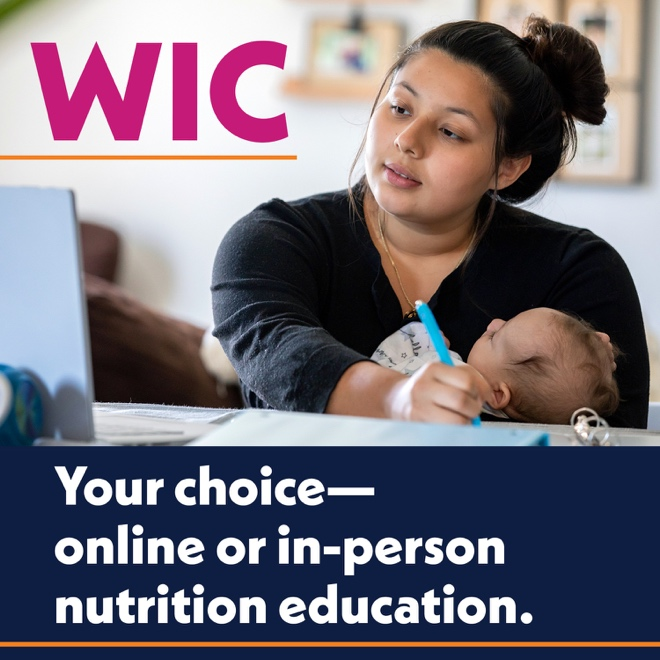 WIC
Your choice—
online or in-person
nutrition education.